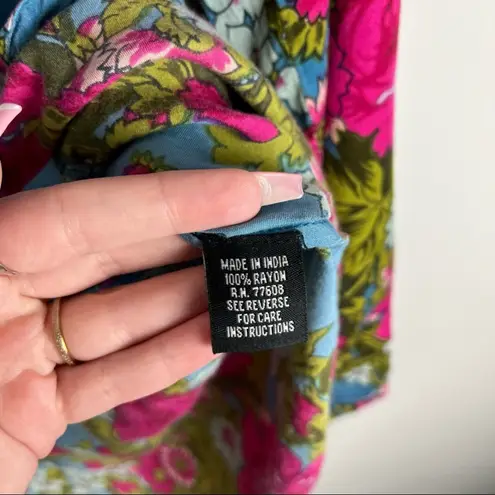 MADE IN INDIA
100% RAYON
R.N. 77608
SEE REVERSE
FOR CARE
INSTRUCTIONS